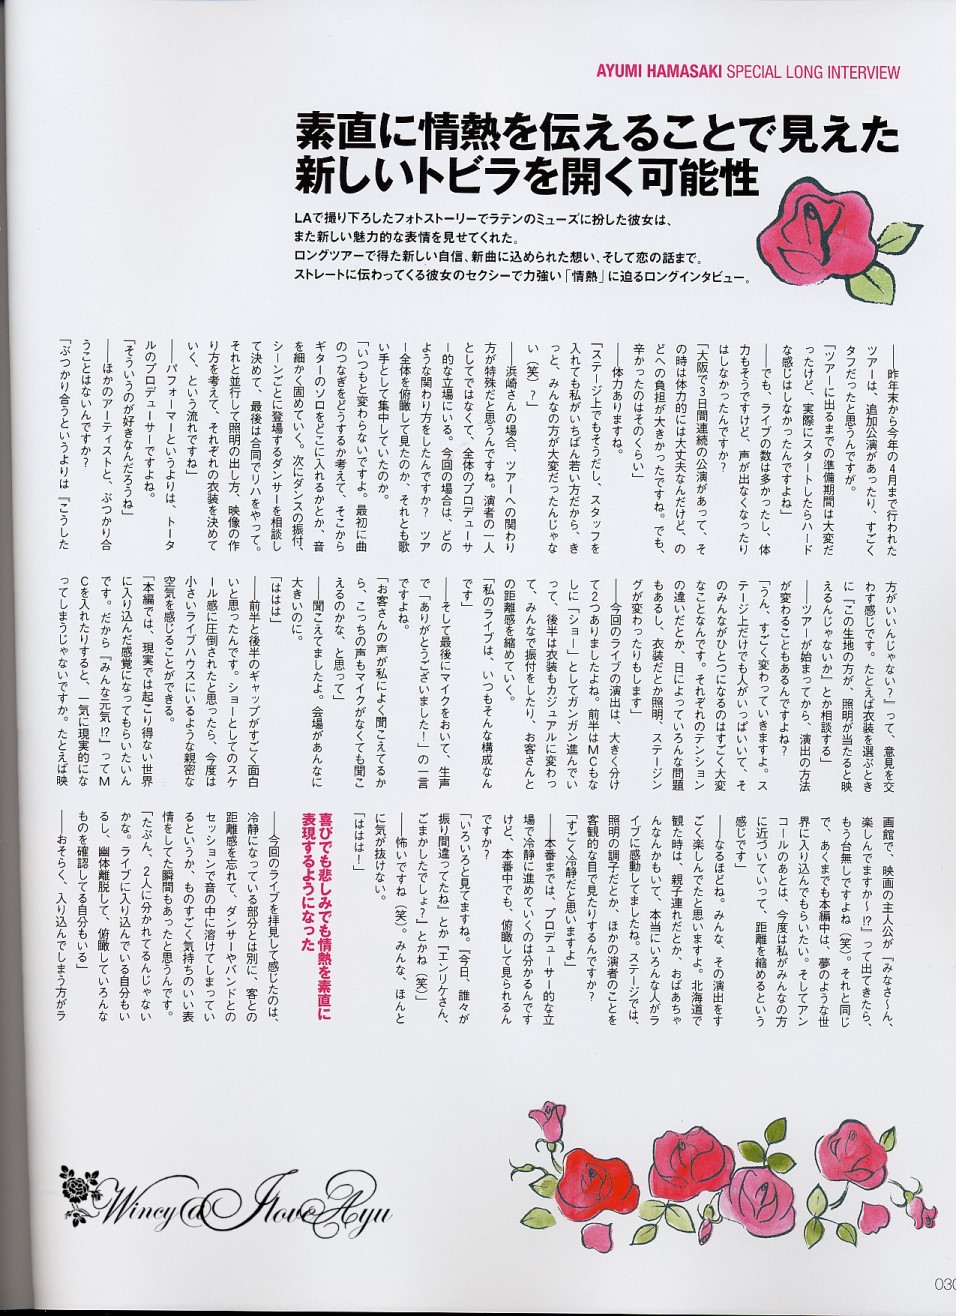 AYUMI HAMASAKI SPECIAL LONG INTERVIEW
素直に情熱を伝えることで見えた
新しいトビラを開く可能性
LAで撮り下ろしたフォトストーリーでラテンのミューズに扮した彼女は、
また新しい魅力的な表情を見せてくれた。
ロングツアーで得た新しい自信、新曲に込められた想い、そして恋の話まで。
ストレートに伝わってくる彼女のセクシーで力強い「情熱」に迫るロングインタビュー。
――昨年末から今年の4月まで行われた
ツアーは、追加公演があったり、すごく
タフだったと思うんですが。
「ツアーに出るまでの準備期間は大変だ
ったけど、実際にスタートしたらハード
な感じはしなかったんですよね」
――でも、ライブの数は多かったし、体
力もそうですけど、声が出なくなったり
はしなかったんですか？
「大阪で3日間連続の公演があって、そ
の時は体力的には大丈夫なんだけど、の
どへの負担が大きかったですね。でも、
辛かったのはそのくらい」
――体力ありますね。
「ステージ上でもそうだし、スタッフを
入れても私がいちばん若い方だから、き
っと、みんなの方が大変だったんじゃな
い（笑）？」
――浜崎さんの場合、ツアーへの関わり
方が特殊だと思うんですね。演者の一人
としてではなくて、全体のプロデューサ
ー的な立場にいる。今回の場合は、どの
ような関わり方をしたんですか？　ツア
ー全体を俯瞰して見たのか、それとも歌
い手として集中していたのか。
「いつもと変わらないですよ。最初に曲
のつなぎをどうするか考えて、そこから
ギターのソロをどこに入れるかとか、音
を細かく固めていく。次にダンスの振付、
シーンごとに登場するダンサーを相談し
て決めて、最後は合同でリハをやって。
それと並行して照明の出し方、映像の作
り方を考えて、それぞれの衣装を決めて
いく、という流れですね」
――パフォーマーというよりは、トータ
ルのプロデューサーですよね。
「そういうのが好きなんだろうね」
――ほかのアーティストと、ぶつかり合
うことはないんですか？
「ぶつかり合うというよりは『こうした
方がいいんじゃない？』って、意見を交
わす感じです。たとえば衣装を選ぶとき
に『この生地の方が、照明が当たると映
えるんじゃないか』とか相談する」
――ツアーが始まってから、演出の方法
が変わることもあるんですよね？
「うん、すごく変わっていきますよ。ス
テージ上だけでも人がいっぱいいて、そ
のみんながひとつになるのはすごく大変
なことなんです。それぞれのテンション
の違いだとか、日によっていろんな問題
もあるし、衣装だとか照明、ステージン
グが変わったりもします」
――今回のライブの演出は、大きく分け
て2つありましたよね。前半はMCもな
しに「ショー」としてガンガン進んでい
って、後半は衣装もカジュアルに変わっ
て、みんなで振付をしたり、お客さんと
の距離感を縮めていく。
「私のライブは、いつもそんな構成なん
です」
――そして最後にマイクをおいて、生声
で「ありがとうございました！」の一言
ですよね。
「お客さんの声が私によく聞こえてるか
ら、こっちの声もマイクがなくても聞こ
えるのかな、と思って」
――聞こえてましたよ。会場があんなに
大きいのに。
「ははは」
――前半と後半のギャップがすごく面白
いと思ったんです。ショーとしてのスケ
ール感に圧倒されたと思ったら、今度は
小さいライブハウスにいるような親密な
空気を感じることができる。
「本編では、現実では起こり得ない世界
に入り込んだ感覚になってもらいたいん
です。だから『みんな元気!?』ってM
Cを入れたりすると、一気に現実的にな
ってしまうじゃないですか。たとえば映
画館で、映画の主人公が『みなさーん、
楽しんでますか～!?』って出てきたら、
もう台無しですよね（笑）。それと同じ
で、あくまでも本編中は、夢のような世
界に入り込んでもらいたい。そしてアン
コールのあとは、今度は私がみんなの方
に近づいていって、距離を縮めるという
感じです」
――なるほどね。みんな、その演出をす
ごく楽しんでたと思いますよ。北海道で
観た時は、親子連れだとか、おばあちゃ
んなんかもいて、本当にいろんな人がラ
イブに感動してましたね。ステージでは、
照明の調子だとか、ほかの演者のことを
客観的な目で見たりするんですか？
「すごく冷静だと思いますよ」
――本番までは、プロデューサー的な立
場で冷静に進めていくのは分かるんです
けど、本番中でも、俯瞰して見られるん
ですか？
「いろいろと見てますね。『今日、誰々が
振り間違ってたね』とか『エンリケさん、
ごまかしたでしょ？』とかね（笑）」
――怖いですね（笑）。みんな、ほんと
に気が抜けない。
「ははは！」
喜びでも悲しみでも情熱を素直に
表現するようになった
――今回のライブを拝見して感じたのは、
冷静になっている部分とは別に、客との
距離感を忘れて、ダンサーやバンドとの
セッションで音の中に溶けてしまってい
るというか、ものすごく気持ちのいい表
情をしてた瞬間もあったと思うんです。
「たぶん、2人に分かれてるんじゃない
かな。ライブに入り込んでいる自分もい
るし、幽体離脱して、俯瞰していろんな
ものを確認してる自分もいる」
――おそらく、入り込んでしまう方がラ
Wincy@IloveAyu
030